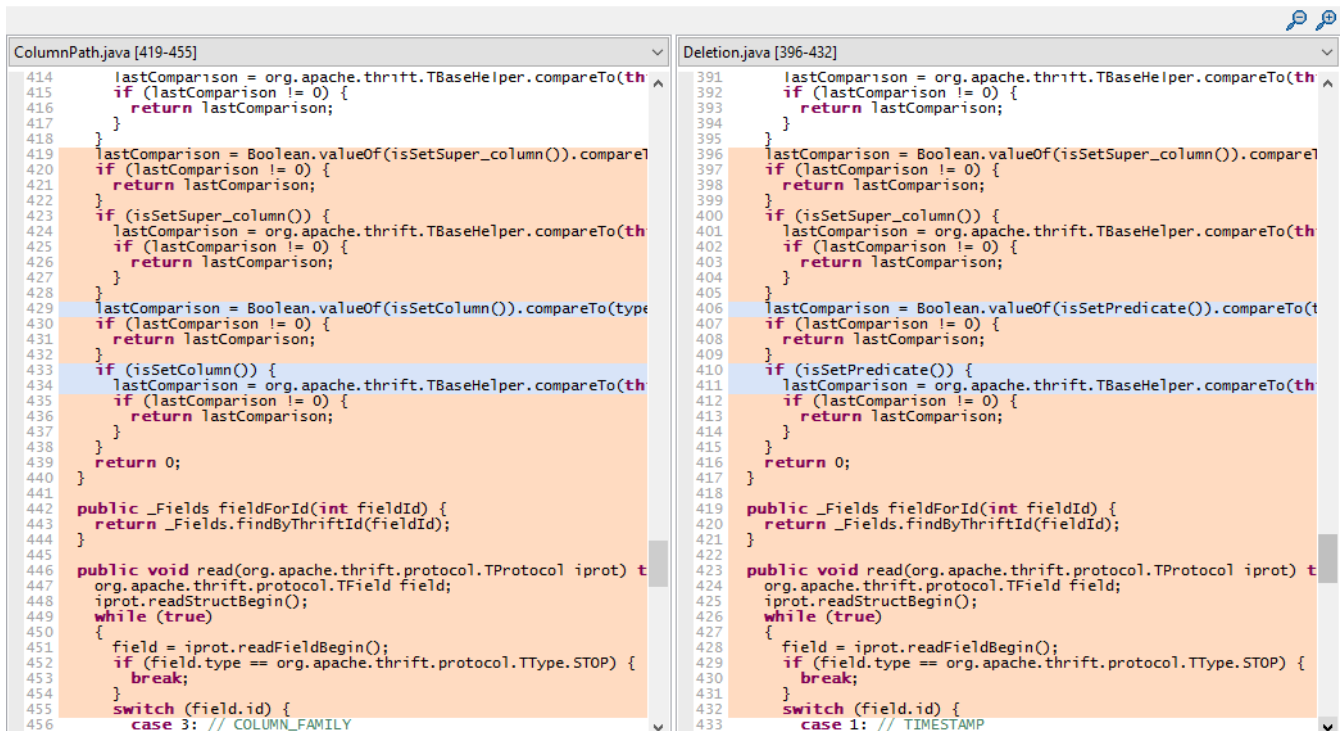 ColumnPath.java [419-455]
414 lastComparison = org.apache.thrift.TBaseHelper.compareTo(th
415 if (lastComparison != 0) {
416 return lastComparison;
417 }
418 }
419 lastComparison = Boolean.valueOf(isSetSuper_column()).compareT
420 if (lastComparison != 0) {
421 return lastComparison;
422 }
423 if (isSetSuper_column()) {
424 lastComparison = org.apache.thrift.TBaseHelper.compareTo(th
425 if (lastComparison != 0) {
426 return lastComparison;
427 }
428 }
429 lastComparison = Boolean.valueOf(isSetColumn()).compareTo(type
430 if (lastComparison != 0) {
431 return lastComparison;
432 }
433 if (isSetColumn()) {
434 lastComparison = org.apache.thrift.TBaseHelper.compareTo(th
435 if (lastComparison != 0) {
436 return lastComparison;
437 }
438 }
439 return 0;
440 }
441
442 public _Fields fieldForId(int fieldId) {
443 return _Fields.findByThriftId(fieldId);
444 }
445
446 public void read(org.apache.thrift.protocol.TProtocol iprot) t
447 org.apache.thrift.protocol.TField field;
448 iprot.readStructBegin();
449 while (true)
450 {
451 field = iprot.readFieldBegin();
452 if (field.type == org.apache.thrift.protocol.TType.STOP) {
453 break;
454 }
455 switch (field.id) {
456 case 3: // COLUMN_FAMILY
Deletion.java [396-432]
391 lastComparison = org.apache.thrift.TBaseHelper.compareTo(th
392 if (lastComparison != 0) {
393 return lastComparison;
394 }
395 }
396 lastComparison = Boolean.valueOf(isSetSuper_column()).compareT
397 if (lastComparison != 0) {
398 return lastComparison;
399 }
400 if (isSetSuper_column()) {
401 lastComparison = org.apache.thrift.TBaseHelper.compareTo(th
402 if (lastComparison != 0) {
403 return lastComparison;
404 }
405 }
406 lastComparison = Boolean.valueOf(isSetPredicate()).compareTo(t
407 if (lastComparison != 0) {
408 return lastComparison;
409 }
410 if (isSetPredicate()) {
411 lastComparison = org.apache.thrift.TBaseHelper.compareTo(th
412 if (lastComparison != 0) {
413 return lastComparison;
414 }
415 }
416 return 0;
417 }
418
419 public _Fields fieldForId(int fieldId) {
420 return _Fields.findByThriftId(fieldId);
421 }
422
423 public void read(org.apache.thrift.protocol.TProtocol iprot) t
424 org.apache.thrift.protocol.TField field;
425 iprot.readStructBegin();
426 while (true)
427 {
428 field = iprot.readFieldBegin();
429 if (field.type == org.apache.thrift.protocol.TType.STOP) {
430 break;
431 }
432 switch (field.id) {
433 case 1: // TIMESTAMP